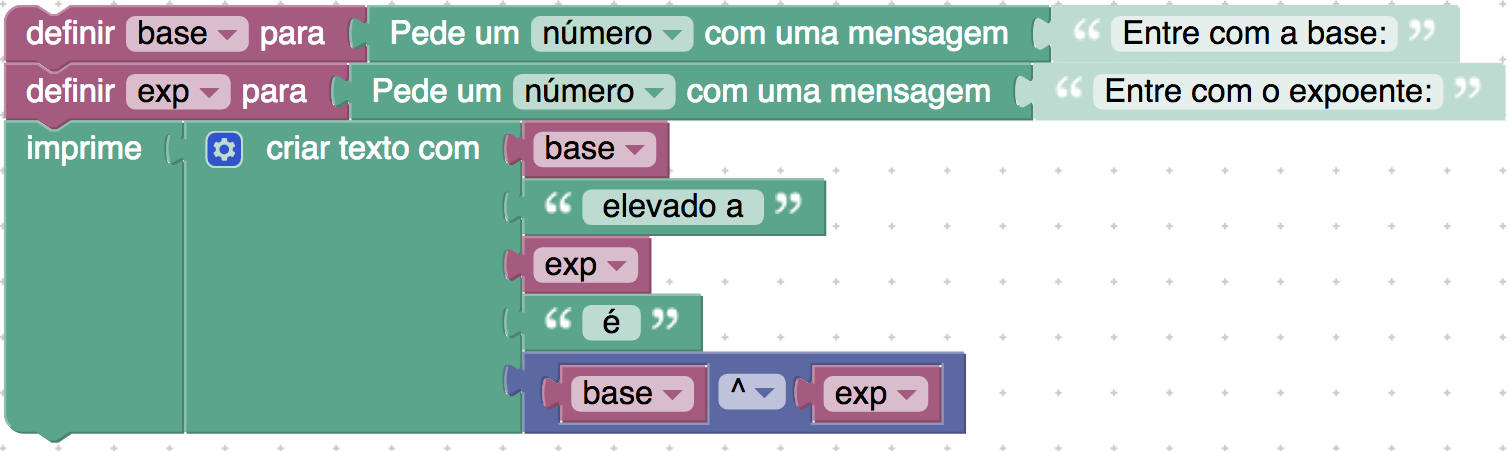 definir base para Pede um número com uma mensagem “ Entre com a base: ”
definir exp para Pede um número com uma mensagem “ Entre com o expoente: ”
imprime criar texto com base
“ elevado a ”
exp
“ é ”
base ^ exp